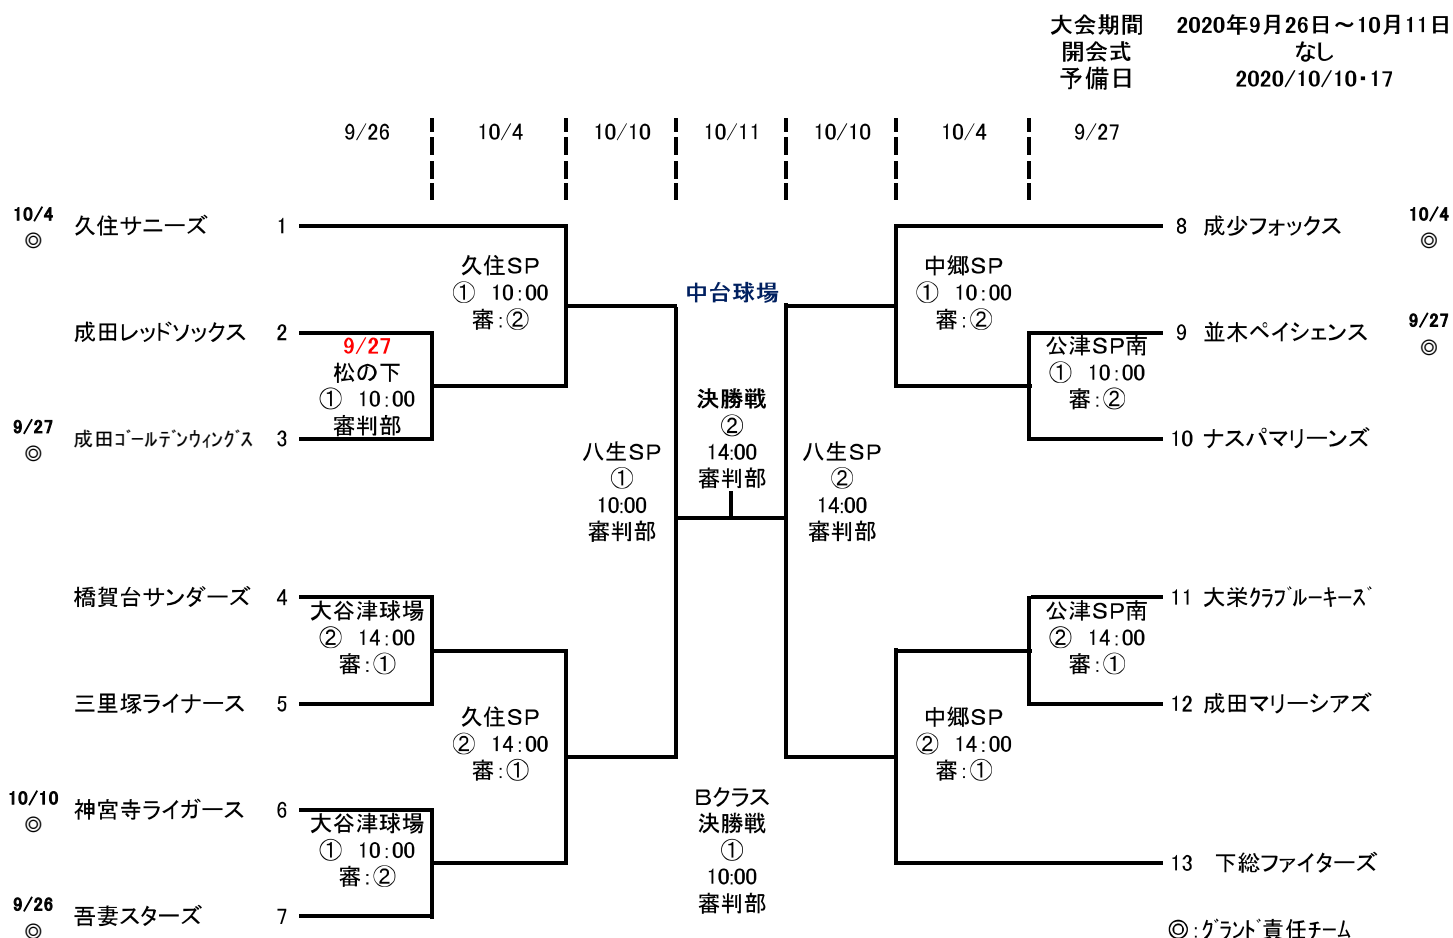 大会期間 2020年9月26日～10月11日
開会式 なし
予備日 2020/10/10・17
9/26 10/4 10/10 10/11 10/10 10/4 9/27
10/4
◎
久住サニーズ 1
成田レッドソックス 2
9/27
◎
成田ｺﾞｰﾙﾃﾞﾝｳｨﾝｸﾞｽ 3
橋賀台サンダーズ 4
三里塚ライナース 5
10/10
◎
神宮寺ライガース 6
9/26
◎
吾妻スターズ 7
9/27
松の下
① 10:00
審判部
大谷津球場
② 14:00
審:①
大谷津球場
① 10:00
審:②
久住SP
① 10:00
審:②
久住SP
② 14:00
審:①
八生SP
①
10:00
審判部
中台球場
決勝戦
②
14:00
審判部
Bクラス
決勝戦
①
10:00
審判部
八生SP
②
14:00
審判部
中郷SP
① 10:00
審:②
中郷SP
② 14:00
審:①
公津SP南
① 10:00
審:②
公津SP南
② 14:00
審:①
8 成少フォックス
10/4
◎
9 並木ペイシェンス
9/27
◎
10 ナスパマリーンズ
11 大栄ｸﾗﾌﾞﾙｰｷｰｽﾞ
12 成田マリーシアズ
13 下総ファイターズ
◎:ｸﾞﾗﾝﾄﾞ責任ﾁｰﾑ